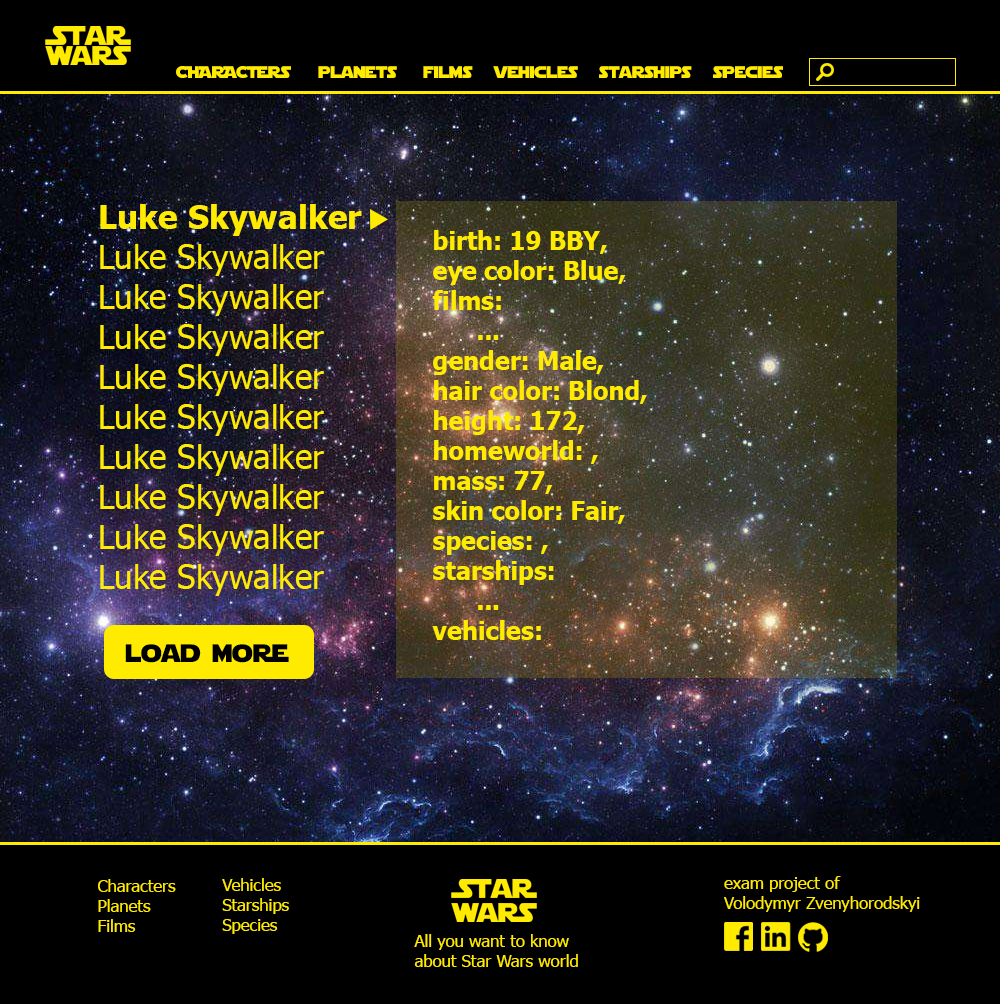 STAR
WARS
CHARACTERS PLANETS FILMS VEHICLES STARSHIPS SPECIES
Luke Skywalker
Luke Skywalker
Luke Skywalker
Luke Skywalker
Luke Skywalker
Luke Skywalker
Luke Skywalker
Luke Skywalker
Luke Skywalker
Luke Skywalker
LOAD MORE
birth: 19 BBY,
eye color: Blue,
films:
...
gender: Male,
hair color: Blond,
height: 172,
homeworld: ,
mass: 77,
skin color: Fair,
species: ,
starships:
...
vehicles:
Characters
Planets
Films
Vehicles
Starships
Species
STAR
WARS
All you want to know
about Star Wars world
exam project of
Volodymyr Zvenyhorodskyi
f in